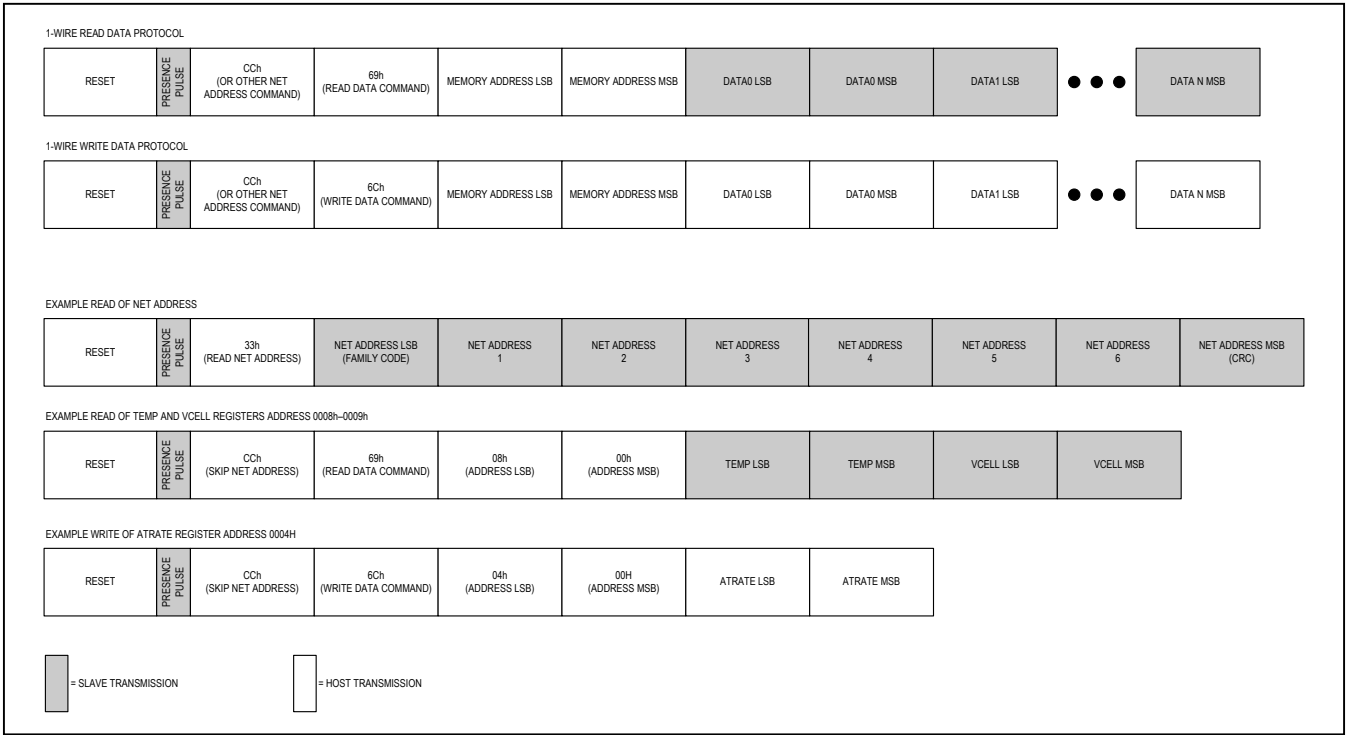 1-WIRE READ DATA PROTOCOL
RESET
PRESENCE
PULSE
CCh
(OR OTHER NET
ADDRESS COMMAND)
69h
(READ DATA COMMAND)
MEMORY ADDRESS LSB
MEMORY ADDRESS MSB
DATA0 LSB
DATA0 MSB
DATA1 LSB
DATA N MSB
1-WIRE WRITE DATA PROTOCOL
RESET
PRESENCE
PULSE
CCh
(OR OTHER NET
ADDRESS COMMAND)
6Ch
(WRITE DATA COMMAND)
MEMORY ADDRESS LSB
MEMORY ADDRESS MSB
DATA0 LSB
DATA0 MSB
DATA1 LSB
DATA N MSB
EXAMPLE READ OF NET ADDRESS
RESET
PRESENCE
PULSE
33h
(READ NET ADDRESS)
NET ADDRESS LSB
(FAMILY CODE)
NET ADDRESS
1
NET ADDRESS
2
NET ADDRESS
3
NET ADDRESS
4
NET ADDRESS
5
NET ADDRESS
6
NET ADDRESS MSB
(CRC)
EXAMPLE READ OF TEMP AND VCELL REGISTERS ADDRESS 0008h–0009h
RESET
PRESENCE
PULSE
CCh
(SKIP NET ADDRESS)
69h
(READ DATA COMMAND)
08h
(ADDRESS LSB)
00h
(ADDRESS MSB)
TEMP LSB
TEMP MSB
VCELL LSB
VCELL MSB
EXAMPLE WRITE OF ATRATE REGISTER ADDRESS 0004H
RESET
PRESENCE
PULSE
CCh
(SKIP NET ADDRESS)
6Ch
(WRITE DATA COMMAND)
04h
(ADDRESS LSB)
00H
(ADDRESS MSB)
ATRATE LSB
ATRATE MSB
= SLAVE TRANSMISSION
= HOST TRANSMISSION